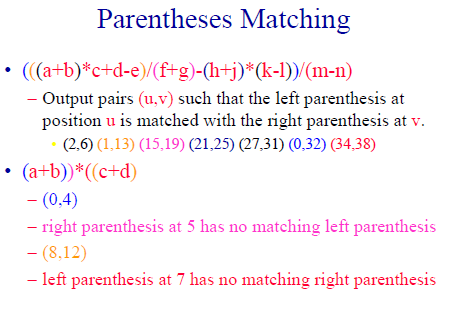 Parentheses Matching
• (((a+b)*c+d-e)/(f+g)-(h+j)*(k-l))/(m-n)
– Output pairs (u,v) such that the left parenthesis at
position u is matched with the right parenthesis at v.
• (2,6) (1,13) (15,19) (21,25) (27,31) (0,32) (34,38)
• (a+b))*((c+d)
– (0,4)
– right parenthesis at 5 has no matching left parenthesis
– (8,12)
– left parenthesis at 7 has no matching right parenthesis